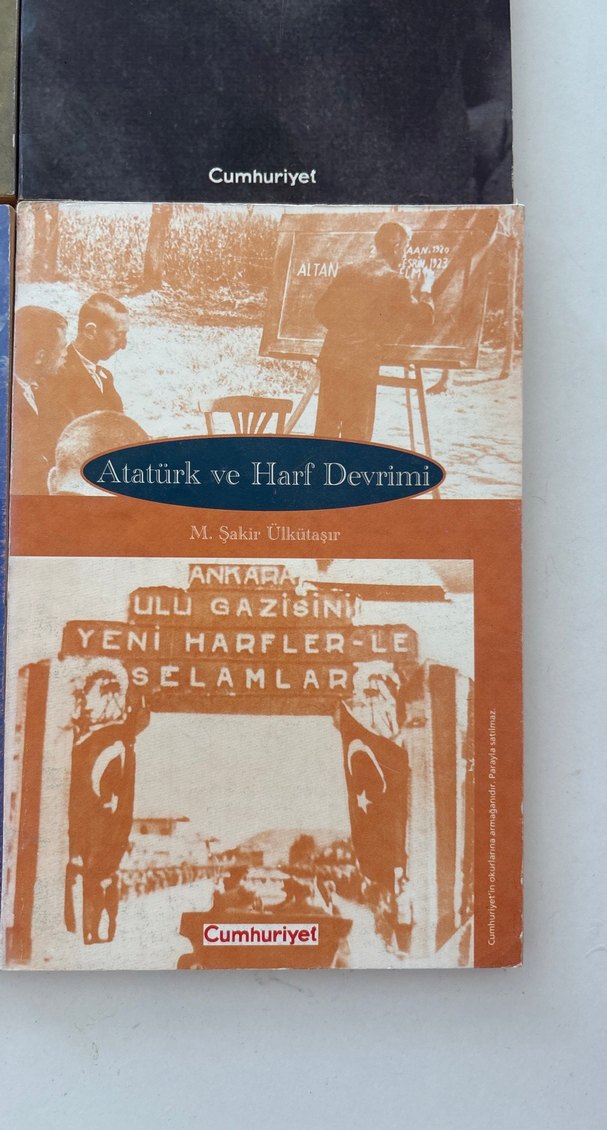 Cumhuriyet
ALTAN
1923
Atatürk ve Harf Devrimi
M. Şakir Ülkütaşır
ANKARA
ULU GAZİSİNİ
YENİ HARFLER-LE
SELAMLAR
Cumhuriyet'in okurlarına armağanıdır. Parayla satılmaz.
Cumhuriyet